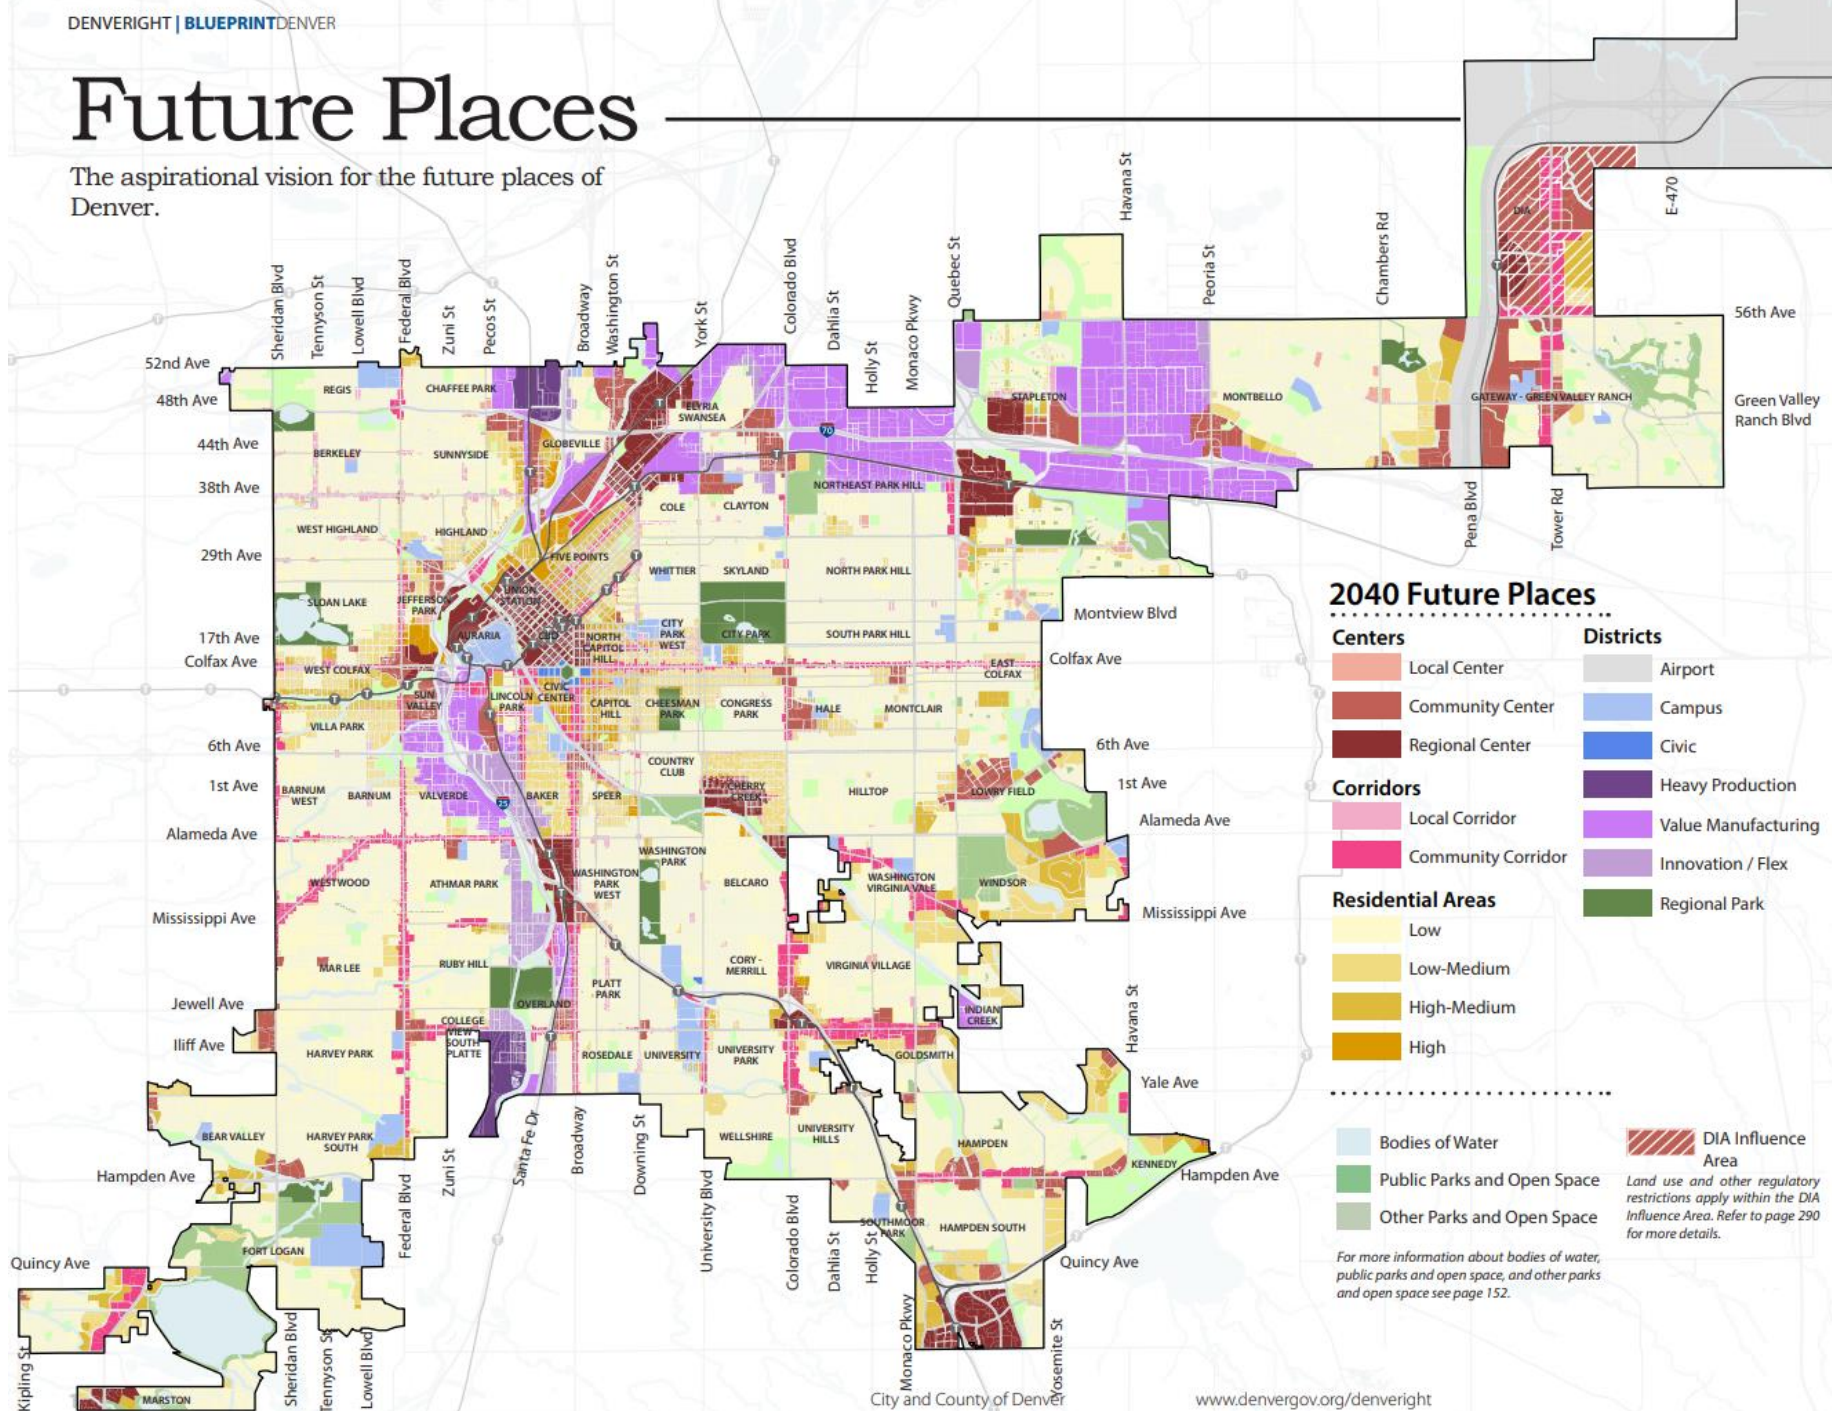 DENVERIGHT | BLUEPRINTDENVER
Future Places
The aspirational vision for the future places of
Denver.
Sheridan Blvd
Tennyson St
Lowell Blvd
Federal Blvd
Zuni St
Pecos St
Broadway
Washington St
York St
Colorado Blvd
Dahlia St
Holly St
Monaco Pkwy
Quebec St
Havana St
Peoria St
Chambers Rd
E-470
52nd Ave
48th Ave
44th Ave
38th Ave
29th Ave
17th Ave
Colfax Ave
6th Ave
1st Ave
Alameda Ave
Mississippi Ave
Jewell Ave
Iliff Ave
Hampden Ave
Quincy Ave
56th Ave
Green Valley
Ranch Blvd
Pena Blvd
Tower Rd
Montview Blvd
Colfax Ave
6th Ave
1st Ave
Alameda Ave
Mississippi Ave
Havana St
Yale Ave
Hampden Ave
Quincy Ave
DIA
REGIS
CHAFFEE PARK
ELYRIA
SWANSEA
STAPLETON
MONTBELLO
GATEWAY - GREEN VALLEY RANCH
70
GLOBEVILLE
BERKELEY
SUNNYSIDE
NORTHEAST PARK HILL
COLE
CLAYTON
WEST HIGHLAND
HIGHLAND
FIVE POINTS
WHITTIER
SKYLAND
NORTH PARK HILL
SLOAN LAKE
JEFFERSON
PARK
UNION
STATION
AURARIA
CBD
NORTH
CAPITOL
HILL
CITY
PARK
WEST
CITY PARK
SOUTH PARK HILL
WEST COLFAX
EAST
COLFAX
SUN
VALLEY
LINCOLN
PARK
CIVIC
CENTER
CAPITOL
HILL
CHEESMAN
PARK
CONGRESS
PARK
HALE
MONTCLAIR
VILLA PARK
COUNTRY
CLUB
BARNUM
WEST
BARNUM
VALVERDE
25
BAKER
SPEER
CHERRY
CREEK
HILLTOP
LOWRY FIELD
WASHINGTON
PARK
WESTWOOD
ATHMAR PARK
WASHINGTON
PARK
WEST
BELCARO
WASHINGTON
VIRGINIA VALE
WINDSOR
MAR LEE
RUBY HILL
CORY -
MERRILL
VIRGINIA VILLAGE
PLATT
PARK
OVERLAND
INDIAN
CREEK
COLLEGE
VIEW
SOUTH
PLATTE
HARVEY PARK
ROSEDALE
UNIVERSITY
UNIVERSITY
PARK
GOLDSMITH
BEAR VALLEY
HARVEY PARK
SOUTH
WELLSHIRE
UNIVERSITY
HILLS
HAMPDEN
KENNEDY
FORT LOGAN
SOUTHMOOR
PARK
HAMPDEN SOUTH
MARSTON
Kipling St
Sheridan Blvd
Tennyson St
Lowell Blvd
Federal Blvd
Zuni St
Santa Fe Dr
Broadway
Downing St
University Blvd
Colorado Blvd
Dahlia St
Holly St
Monaco Pkwy
Yosemite St
2040 Future Places
Centers
Local Center
Community Center
Regional Center
Corridors
Local Corridor
Community Corridor
Residential Areas
Low
Low-Medium
High-Medium
High
Districts
Airport
Campus
Civic
Heavy Production
Value Manufacturing
Innovation / Flex
Regional Park
Bodies of Water
Public Parks and Open Space
Other Parks and Open Space
For more information about bodies of water,
public parks and open space, and other parks
and open space see page 152.
DIA Influence
Area
Land use and other regulatory
restrictions apply within the DIA
Influence Area. Refer to page 290
for more details.
City and County of Denver
www.denvergov.org/denveright